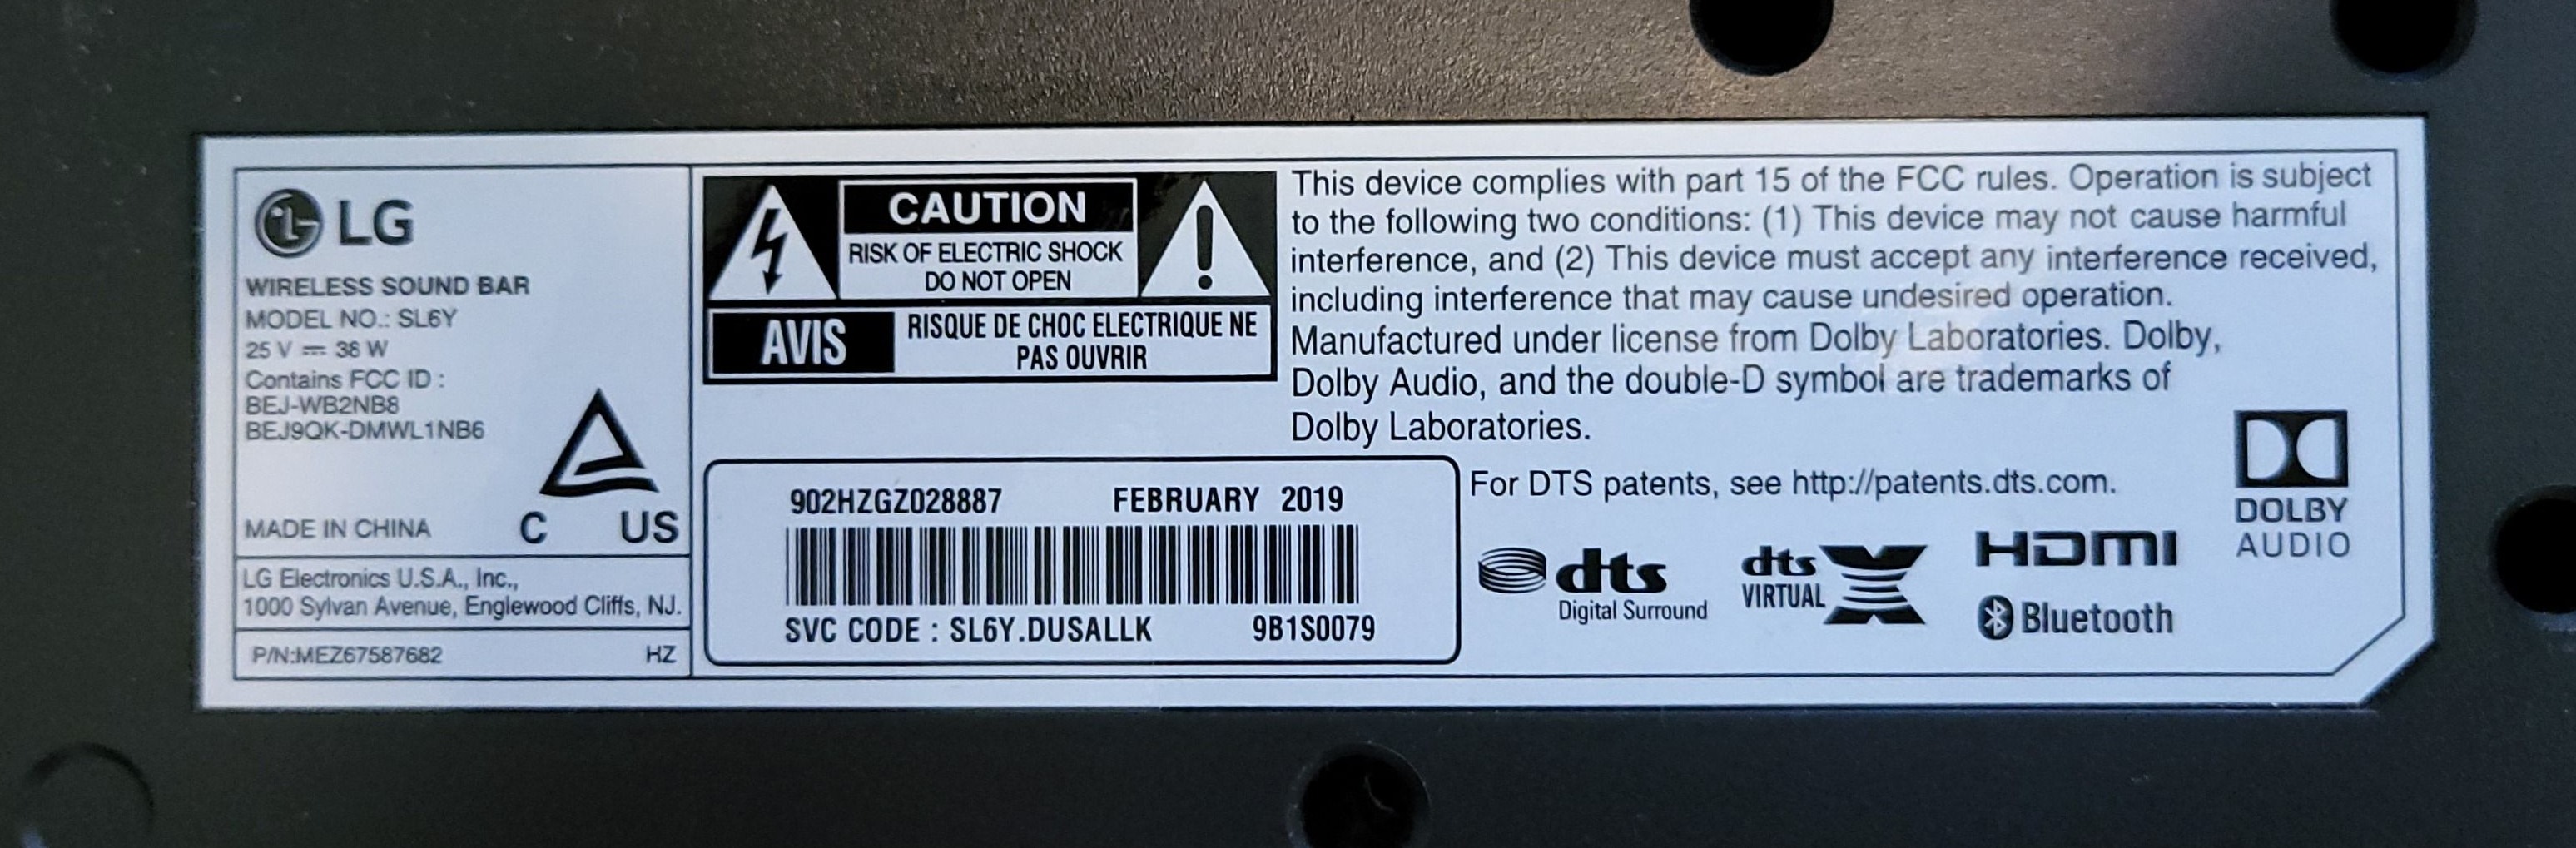 LG
WIRELESS SOUND BAR
MODEL NO.: SL6Y
25 V ⎓ 38 W
Contains FCC ID :
BEJ-WB2NB8
BEJ9QK-DMWL1NB6
MADE IN CHINA
C US
LG Electronics U.S.A., Inc.,
1000 Sylvan Avenue, Englewood Cliffs, NJ.
P/N:MEZ67587682 HZ
CAUTION
RISK OF ELECTRIC SHOCK
DO NOT OPEN
AVIS
RISQUE DE CHOC ELECTRIQUE NE
PAS OUVRIR
902HZGZ028887 FEBRUARY 2019
SVC CODE : SL6Y.DUSALLK 9B1S0079
This device complies with part 15 of the FCC rules. Operation is subject
to the following two conditions: (1) This device may not cause harmful
interference, and (2) This device must accept any interference received,
including interference that may cause undesired operation.
Manufactured under license from Dolby Laboratories. Dolby,
Dolby Audio, and the double-D symbol are trademarks of
Dolby Laboratories.
For DTS patents, see http://patents.dts.com.
dts
Digital Surround
dts
VIRTUAL X
HDMI
Bluetooth
DOLBY
AUDIO